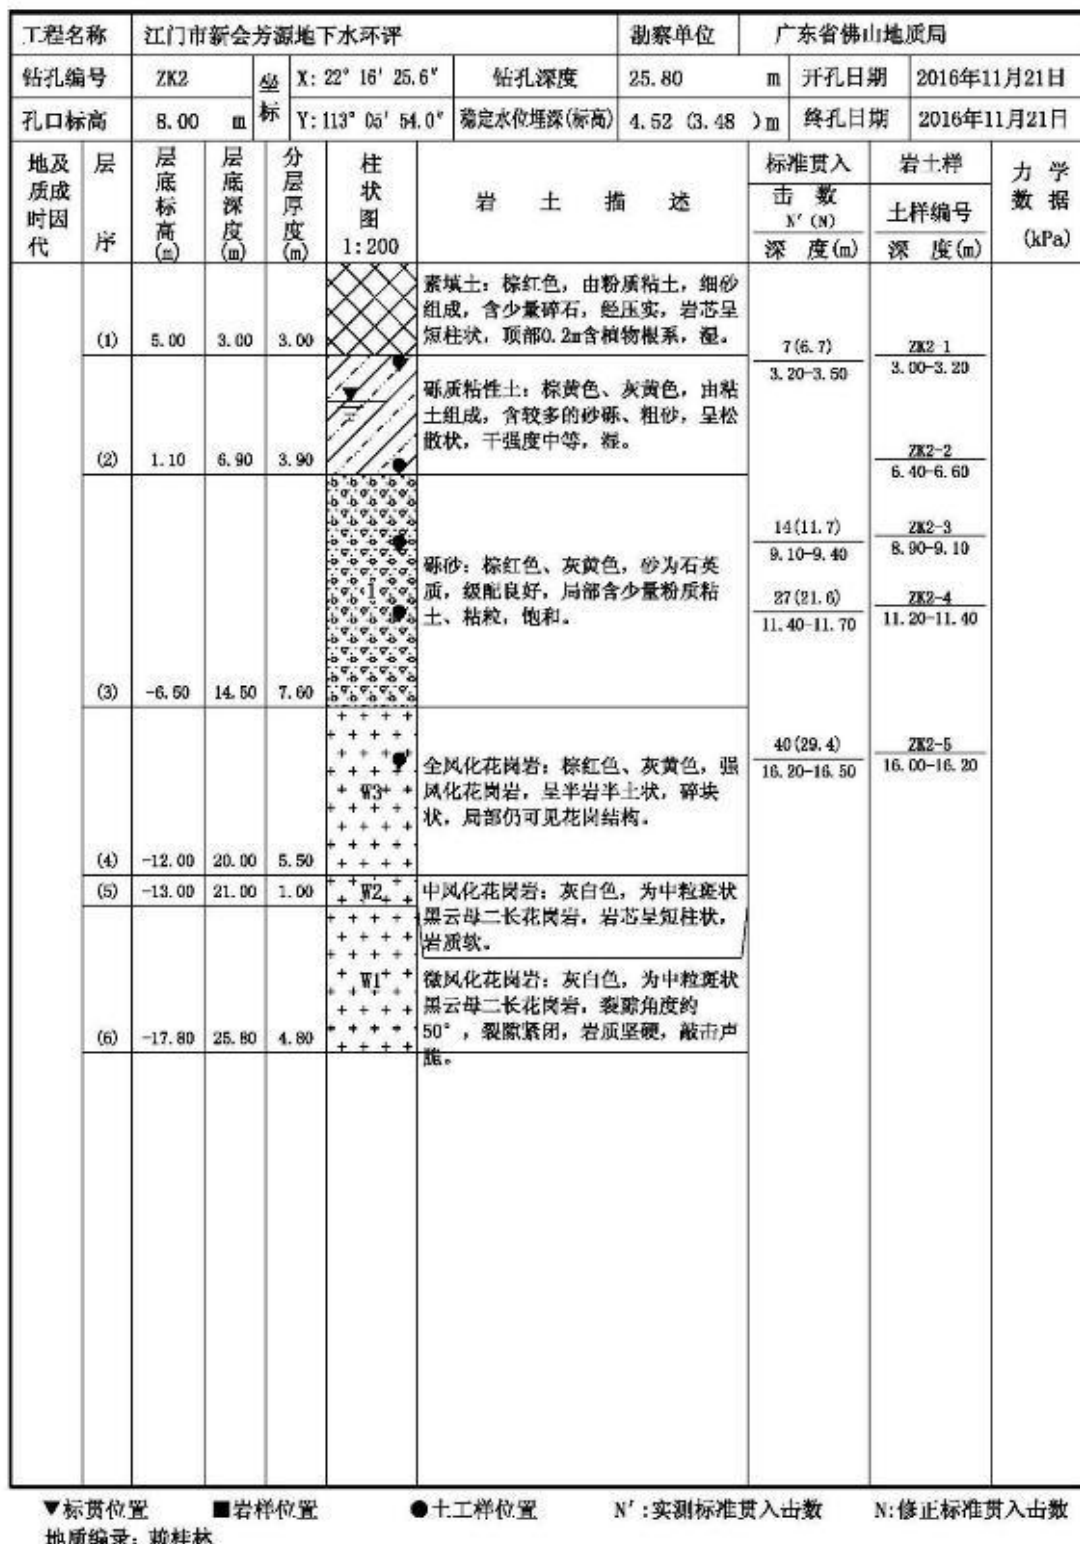 工程名称 江门市新会芳源地下水环评 勘察单位 广东省佛山地质局
钻孔编号 ZK2 坐标 X: 22° 16′ 25.6″ 钻孔深度 25.80 m 开孔日期 2016年11月21日
孔口标高 8.00 m Y: 113° 05′ 54.0″ 稳定水位埋深(标高) 4.52 (3.48 )m 终孔日期 2016年11月21日
地质时代及成因 层序 层底标高(m) 层底深度(m) 分层厚度(m) 柱状图 1:200 岩 土 描 述 标准贯入 岩土样 力学数据 (kPa)
击 数 N′ (N) 土样编号
深 度(m) 深 度(m)
素填土：棕红色，由粉质粘土，细砂
组成，含少量碎石，经压实，岩芯呈
短柱状，顶部0.2m含植物根系，湿。
(1) 5.00 3.00 3.00
7(6.7) ZK2-1
3.20-3.50 3.00-3.20
砾质粘性土：棕黄色、灰黄色，由粘
土组成，含较多的砂砾、粗砂，呈松
散状，干强度中等，湿。
(2) 1.10 6.90 3.90
ZK2-2
6.40-6.60
14(11.7) ZK2-3
9.10-9.40 8.90-9.10
砾砂：棕红色、灰黄色，砂为石英
质，级配良好，局部含少量粉质粘
土、粘粒，饱和。
27(21.6) ZK2-4
11.40-11.70 11.20-11.40
(3) -6.50 14.50 7.60
40(29.4) ZK2-5
16.20-16.50 16.00-16.20
全风化花岗岩：棕红色、灰黄色，强
风化花岗岩，呈半岩半土状，碎块
状，局部仍可见花岗结构。
W3
(4) -12.00 20.00 5.50
(5) -13.00 21.00 1.00 W2 中风化花岗岩：灰白色，为中粒斑状
黑云母二长花岗岩，岩芯呈短柱状，
岩质软。
W1 微风化花岗岩：灰白色，为中粒斑状
黑云母二长花岗岩，裂隙角度约
50°，裂隙紧闭，岩质坚硬，敲击声
脆。
(6) -17.80 25.80 4.80
▼标贯位置 ■岩样位置 ●土工样位置 N′:实测标准贯入击数 N:修正标准贯入击数
地质编录：赖桂林